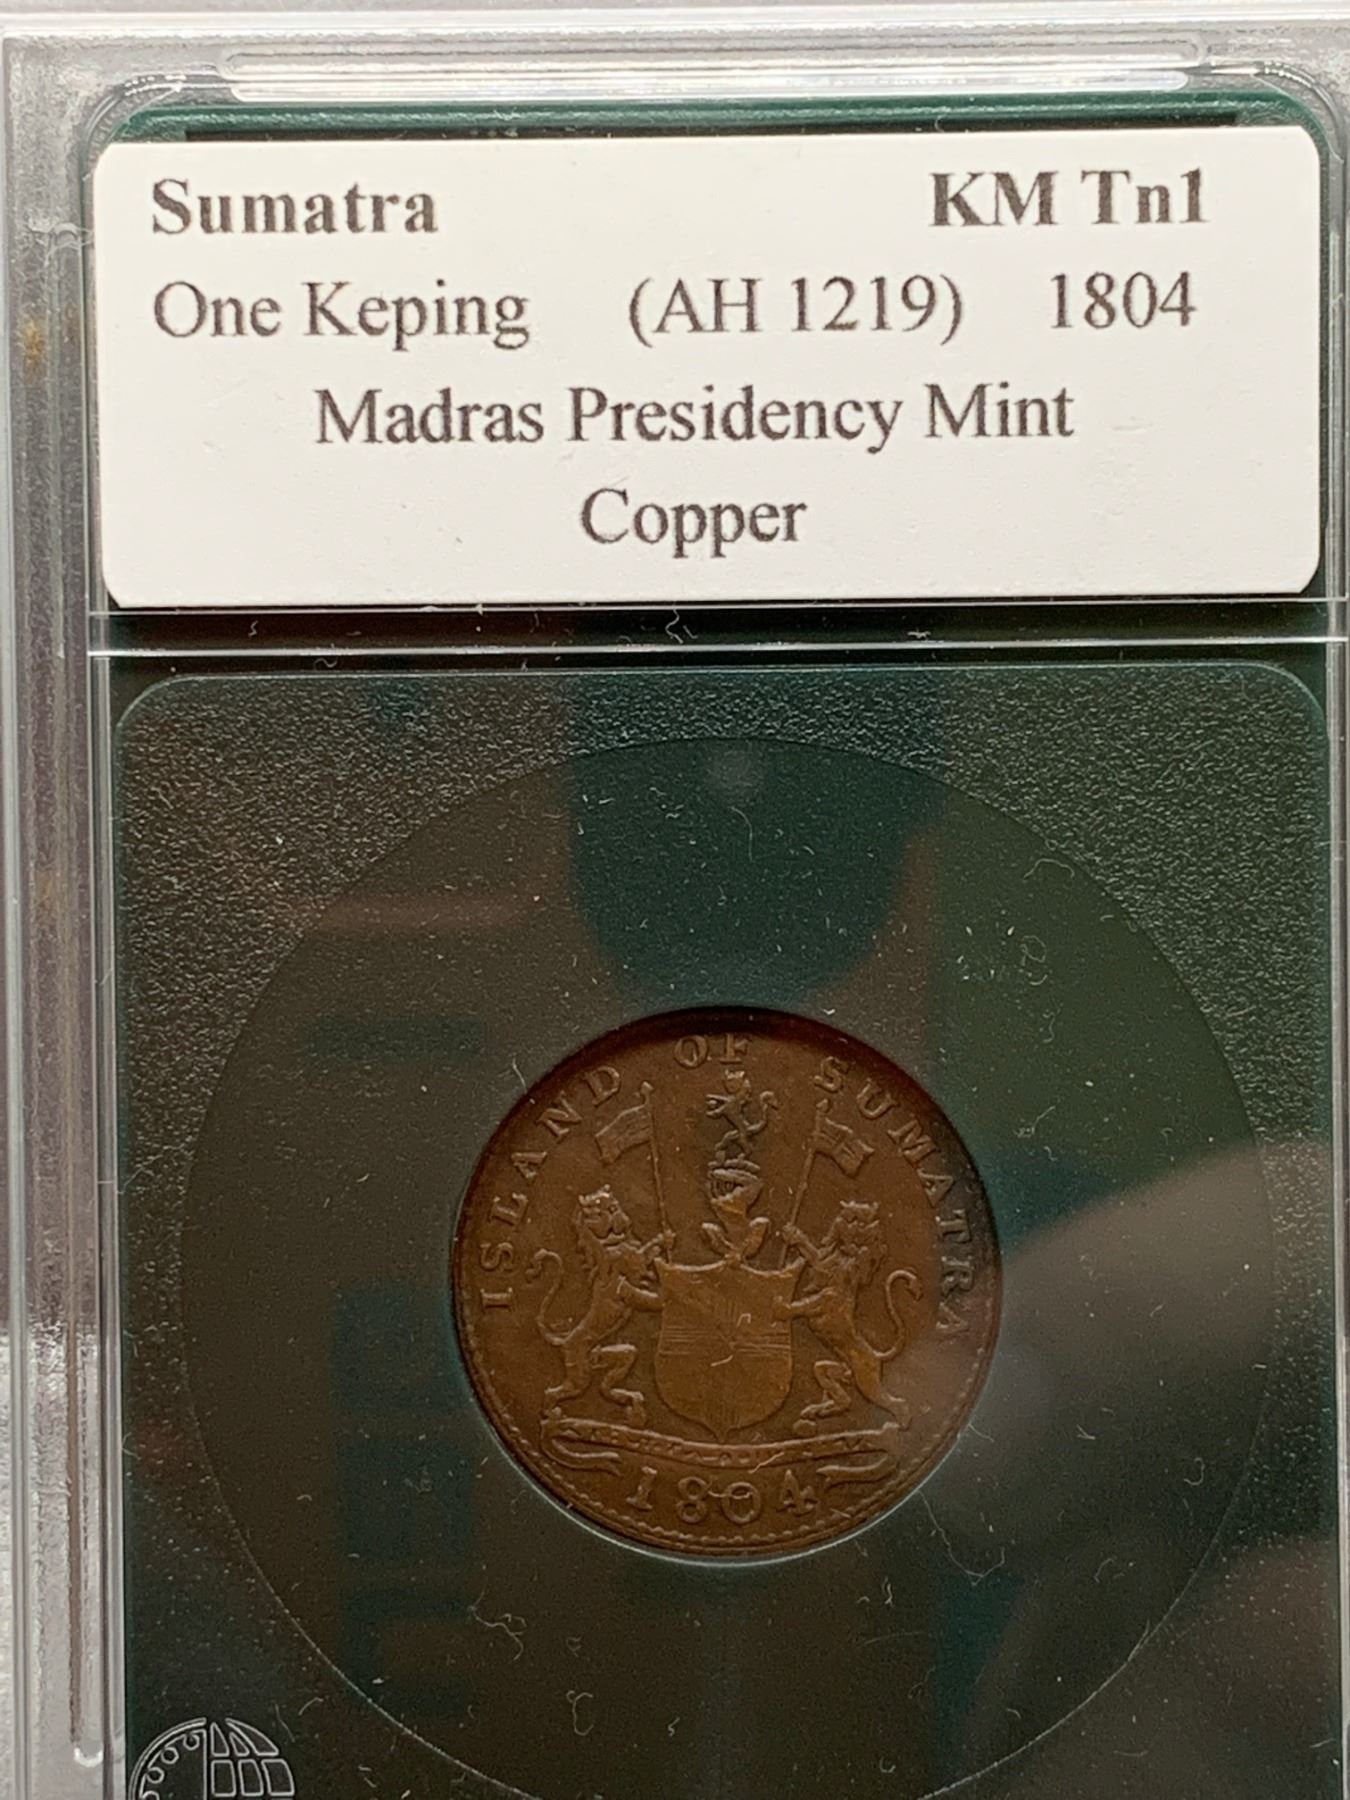 Sumatra KM Tn1
One Keping (AH 1219) 1804
Madras Presidency Mint
Copper
ISLAND OF SUMATRA
1804